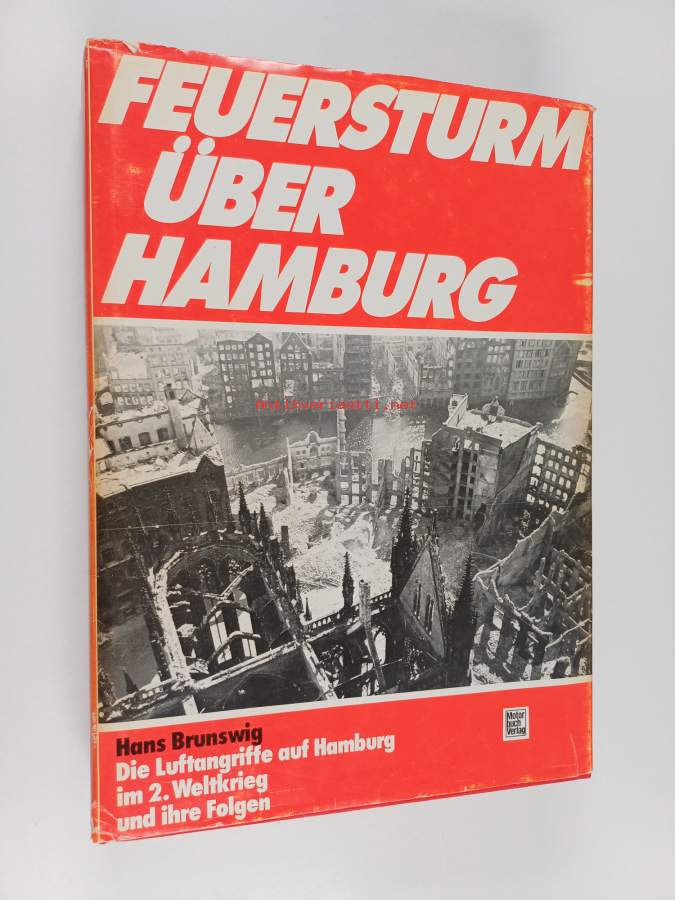 FEUERSTURM
ÜBER
HAMBURG
Antikvariaatti.net
Hans Brunswig
Die Luftangriffe auf Hamburg
im 2. Weltkrieg
und ihre Folgen
Motor
buch
Verlag